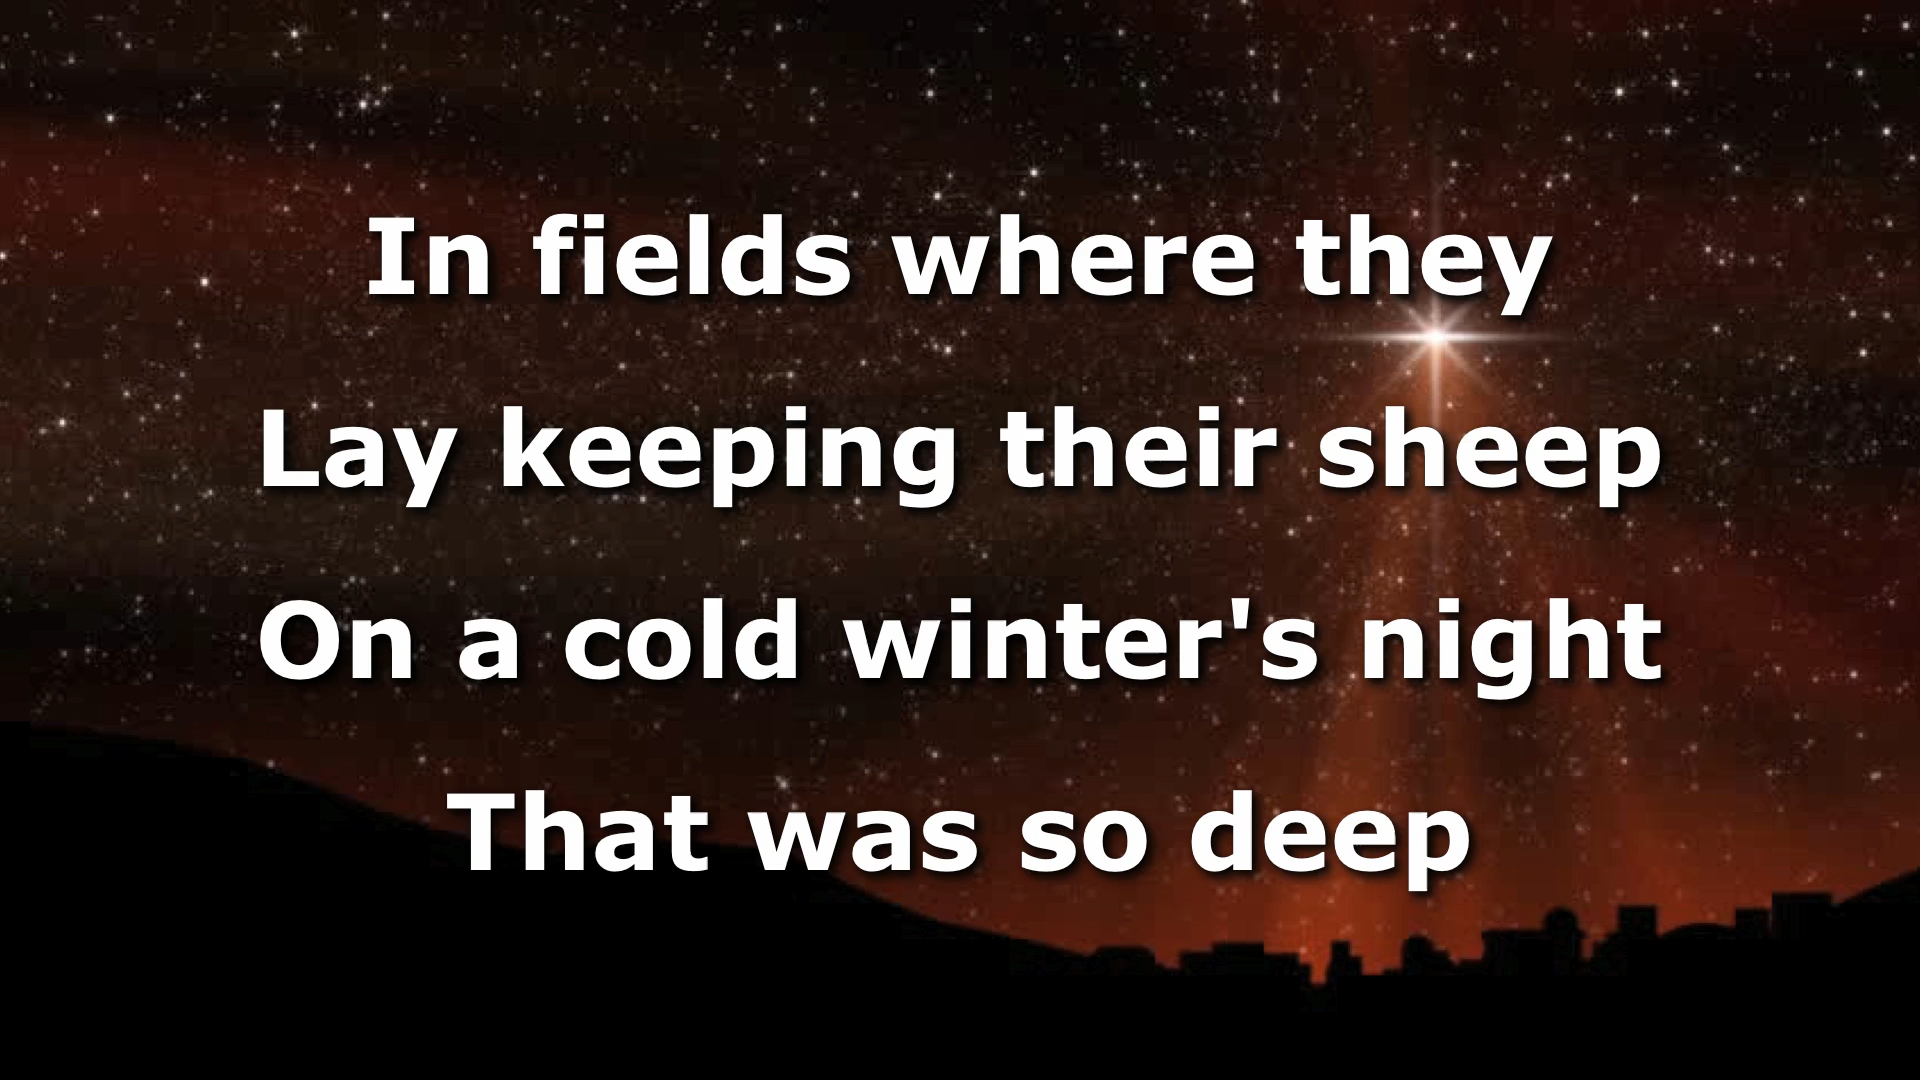 In fields where they
Lay keeping their sheep
On a cold winter's night
That was so deep